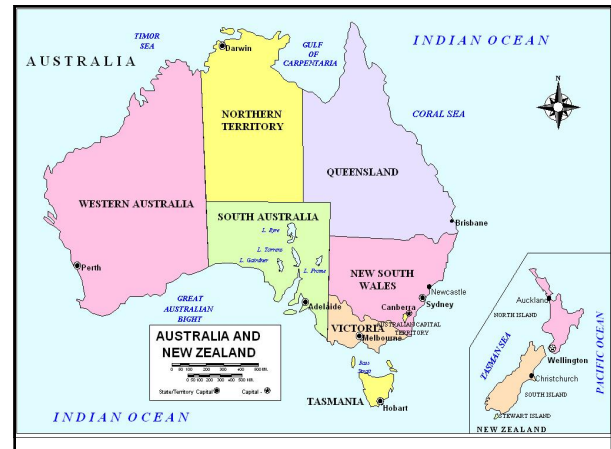 INDIAN OCEAN
AUSTRALIA
TIMOR
SEA
Darwin
GULF
OF
CARPENTARIA
N
NORTHERN
TERRITORY
CORAL SEA
QUEENSLAND
WESTERN AUSTRALIA
SOUTH AUSTRALIA
L. Eyre
Brisbane
L. Torrens
L. Gairdner
L. Frome
Perth
NEW SOUTH
WALES
Newcastle
Sydney
Canberra
AUSTRALIAN CAPITAL
TERRITORY
Adelaide
GREAT
AUSTRALIAN
BIGHT
VICTORIA
Melbourne
AUSTRALIA AND
NEW ZEALAND
State/Territory Capital
Capital -
Bass
Strait
TASMANIA
Hobart
INDIAN OCEAN
Auckland
NORTH ISLAND
TASMAN SEA
PACIFIC OCEAN
Wellington
Christchurch
SOUTH ISLAND
STEWART ISLAND
NEW ZEALAND